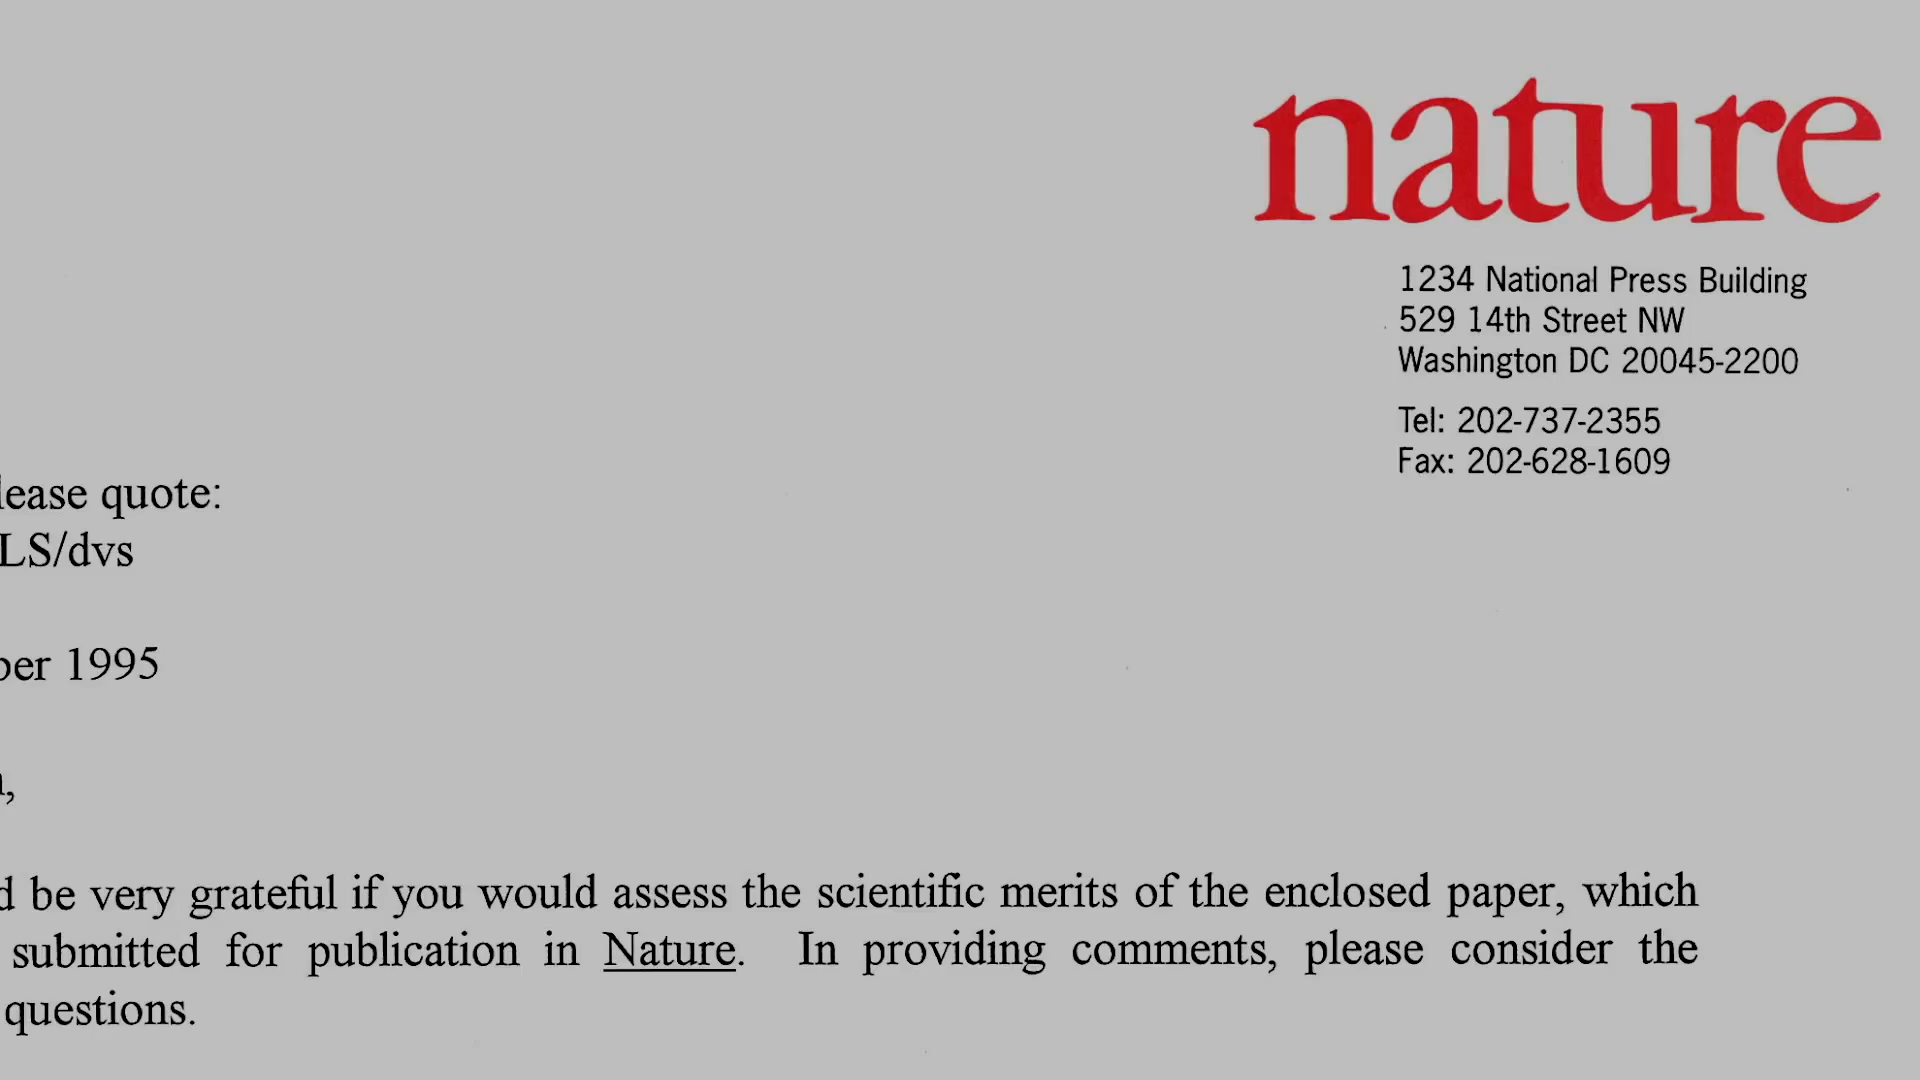 nature
1234 National Press Building
529 14th Street NW
Washington DC 20045-2200
Tel: 202-737-2355
Fax: 202-628-1609
lease quote:
LS/dvs
ber 1995
,
d be very grateful if you would assess the scientific merits of the enclosed paper, which
submitted for publication in Nature. In providing comments, please consider the
questions.